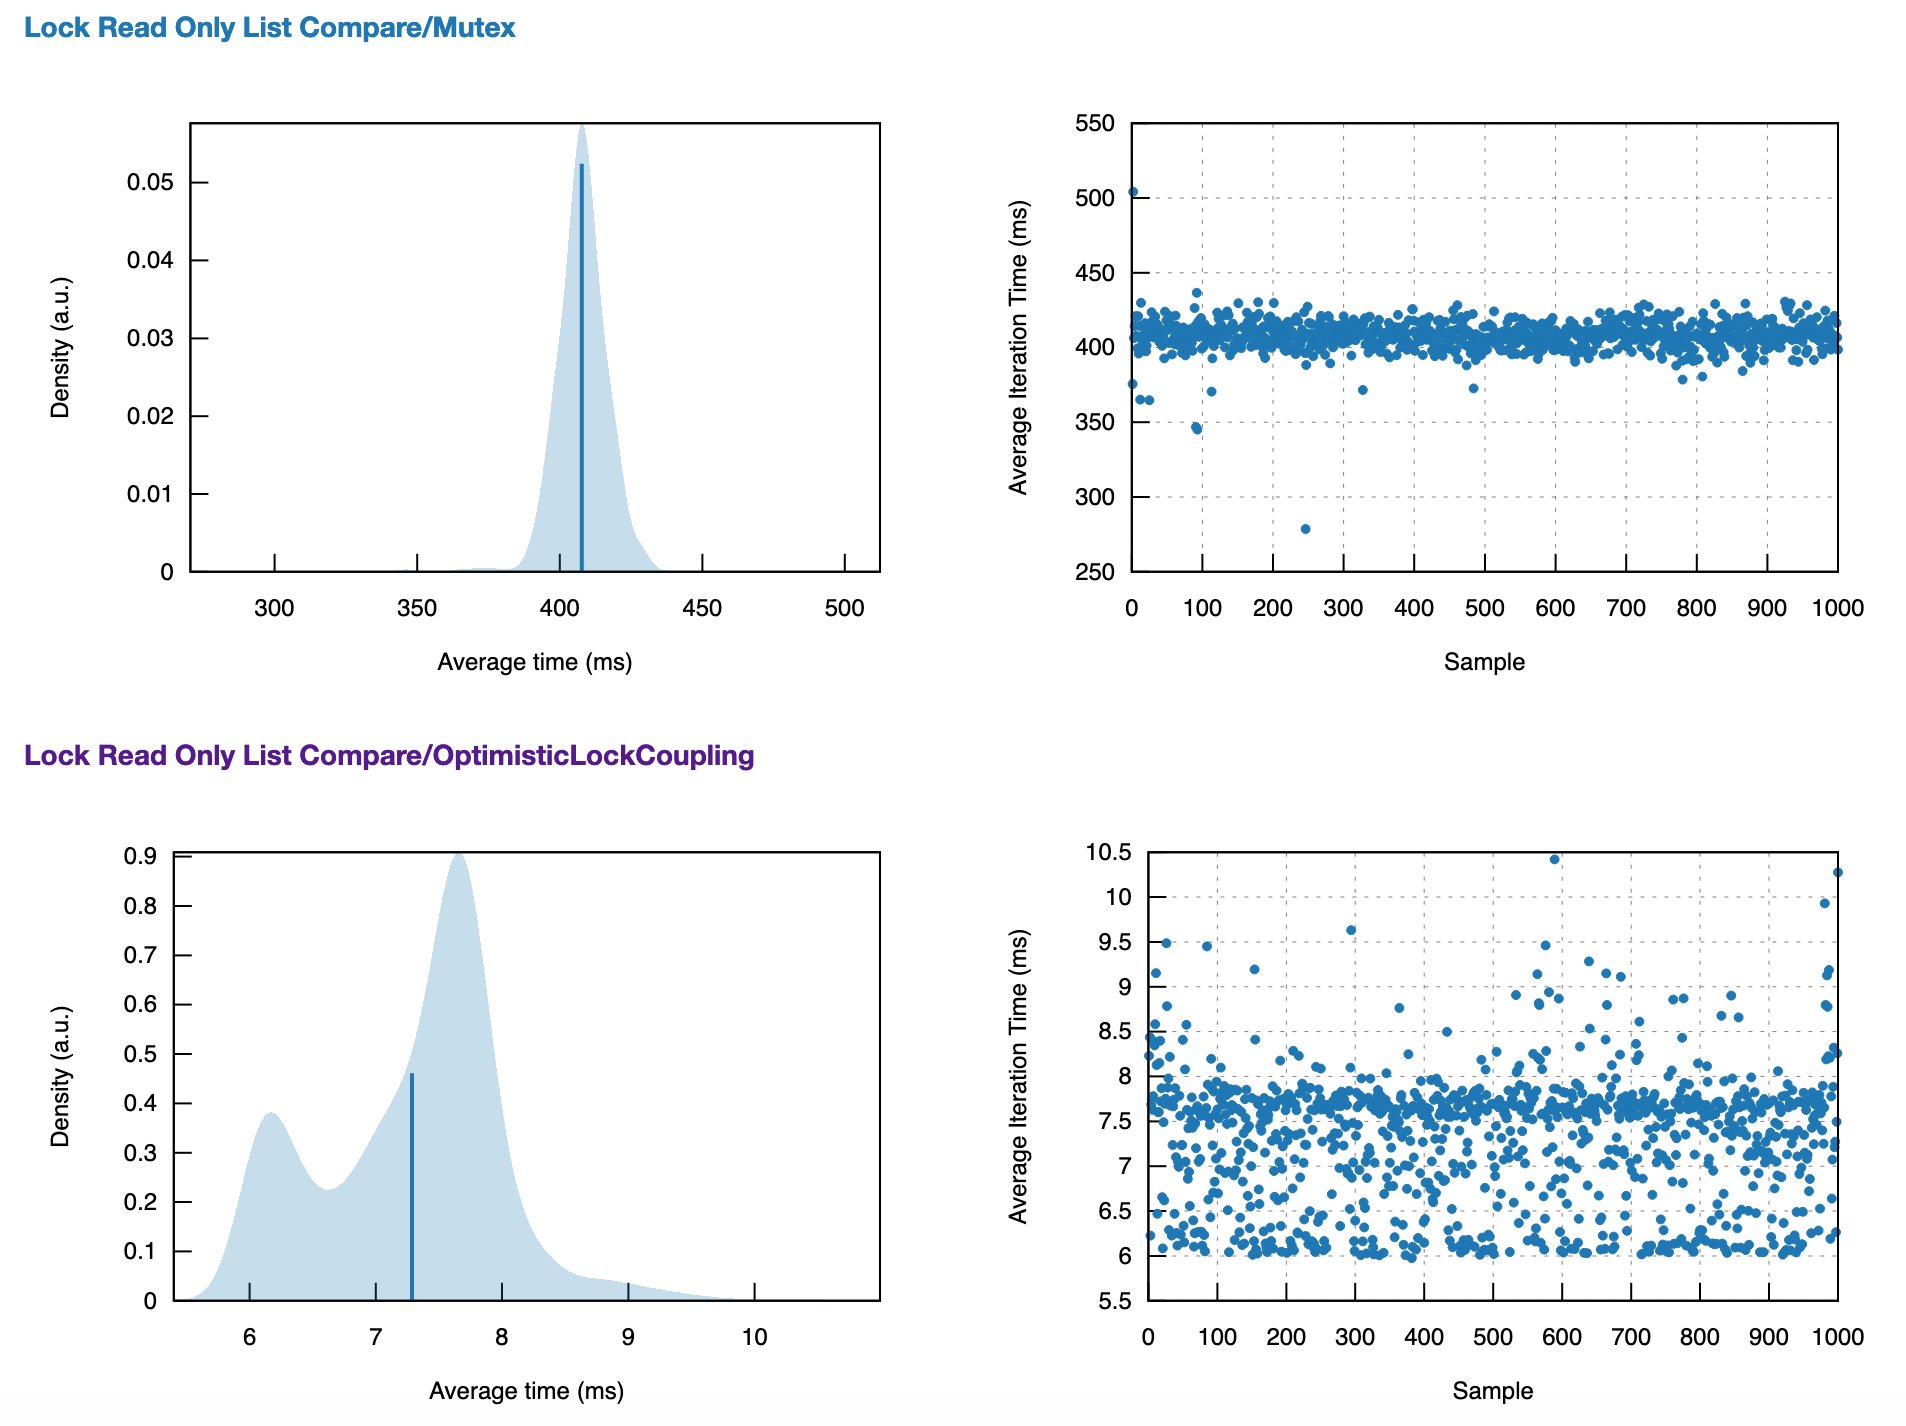 Lock Read Only List Compare/Mutex
Density (a.u.)
0.05
0.04
0.03
0.02
0.01
0
300 350 400 450 500
Average time (ms)
Average Iteration Time (ms)
550
500
450
400
350
300
250
0 100 200 300 400 500 600 700 800 900 1000
Sample
Lock Read Only List Compare/OptimisticLockCoupling
Density (a.u.)
0.9
0.8
0.7
0.6
0.5
0.4
0.3
0.2
0.1
0
6 7 8 9 10
Average time (ms)
Average Iteration Time (ms)
10.5
10
9.5
9
8.5
8
7.5
7
6.5
6
5.5
0 100 200 300 400 500 600 700 800 900 1000
Sample